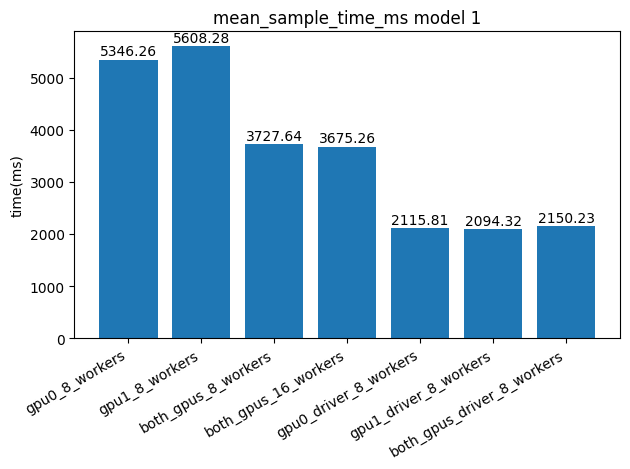 mean_sample_time_ms model 1
time(ms)
5000
4000
3000
2000
1000
0
5346.26
5608.28
3727.64
3675.26
2115.81
2094.32
2150.23
gpu0_8_workers
gpu1_8_workers
both_gpus_8_workers
both_gpus_16_workers
gpu0_driver_8_workers
gpu1_driver_8_workers
both_gpus_driver_8_workers